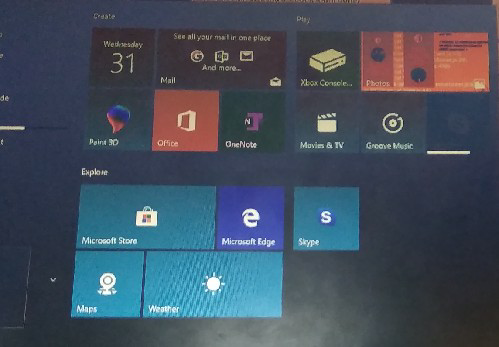 Create
Play
Wednesday
31
See all your mail in one place
And more...
Mail
Xbox Console...
Photos
Paint 3D
Office
OneNote
N
Movies & TV
Groove Music
Explore
Microsoft Store
Microsoft Edge
S
Skype
Maps
Weather